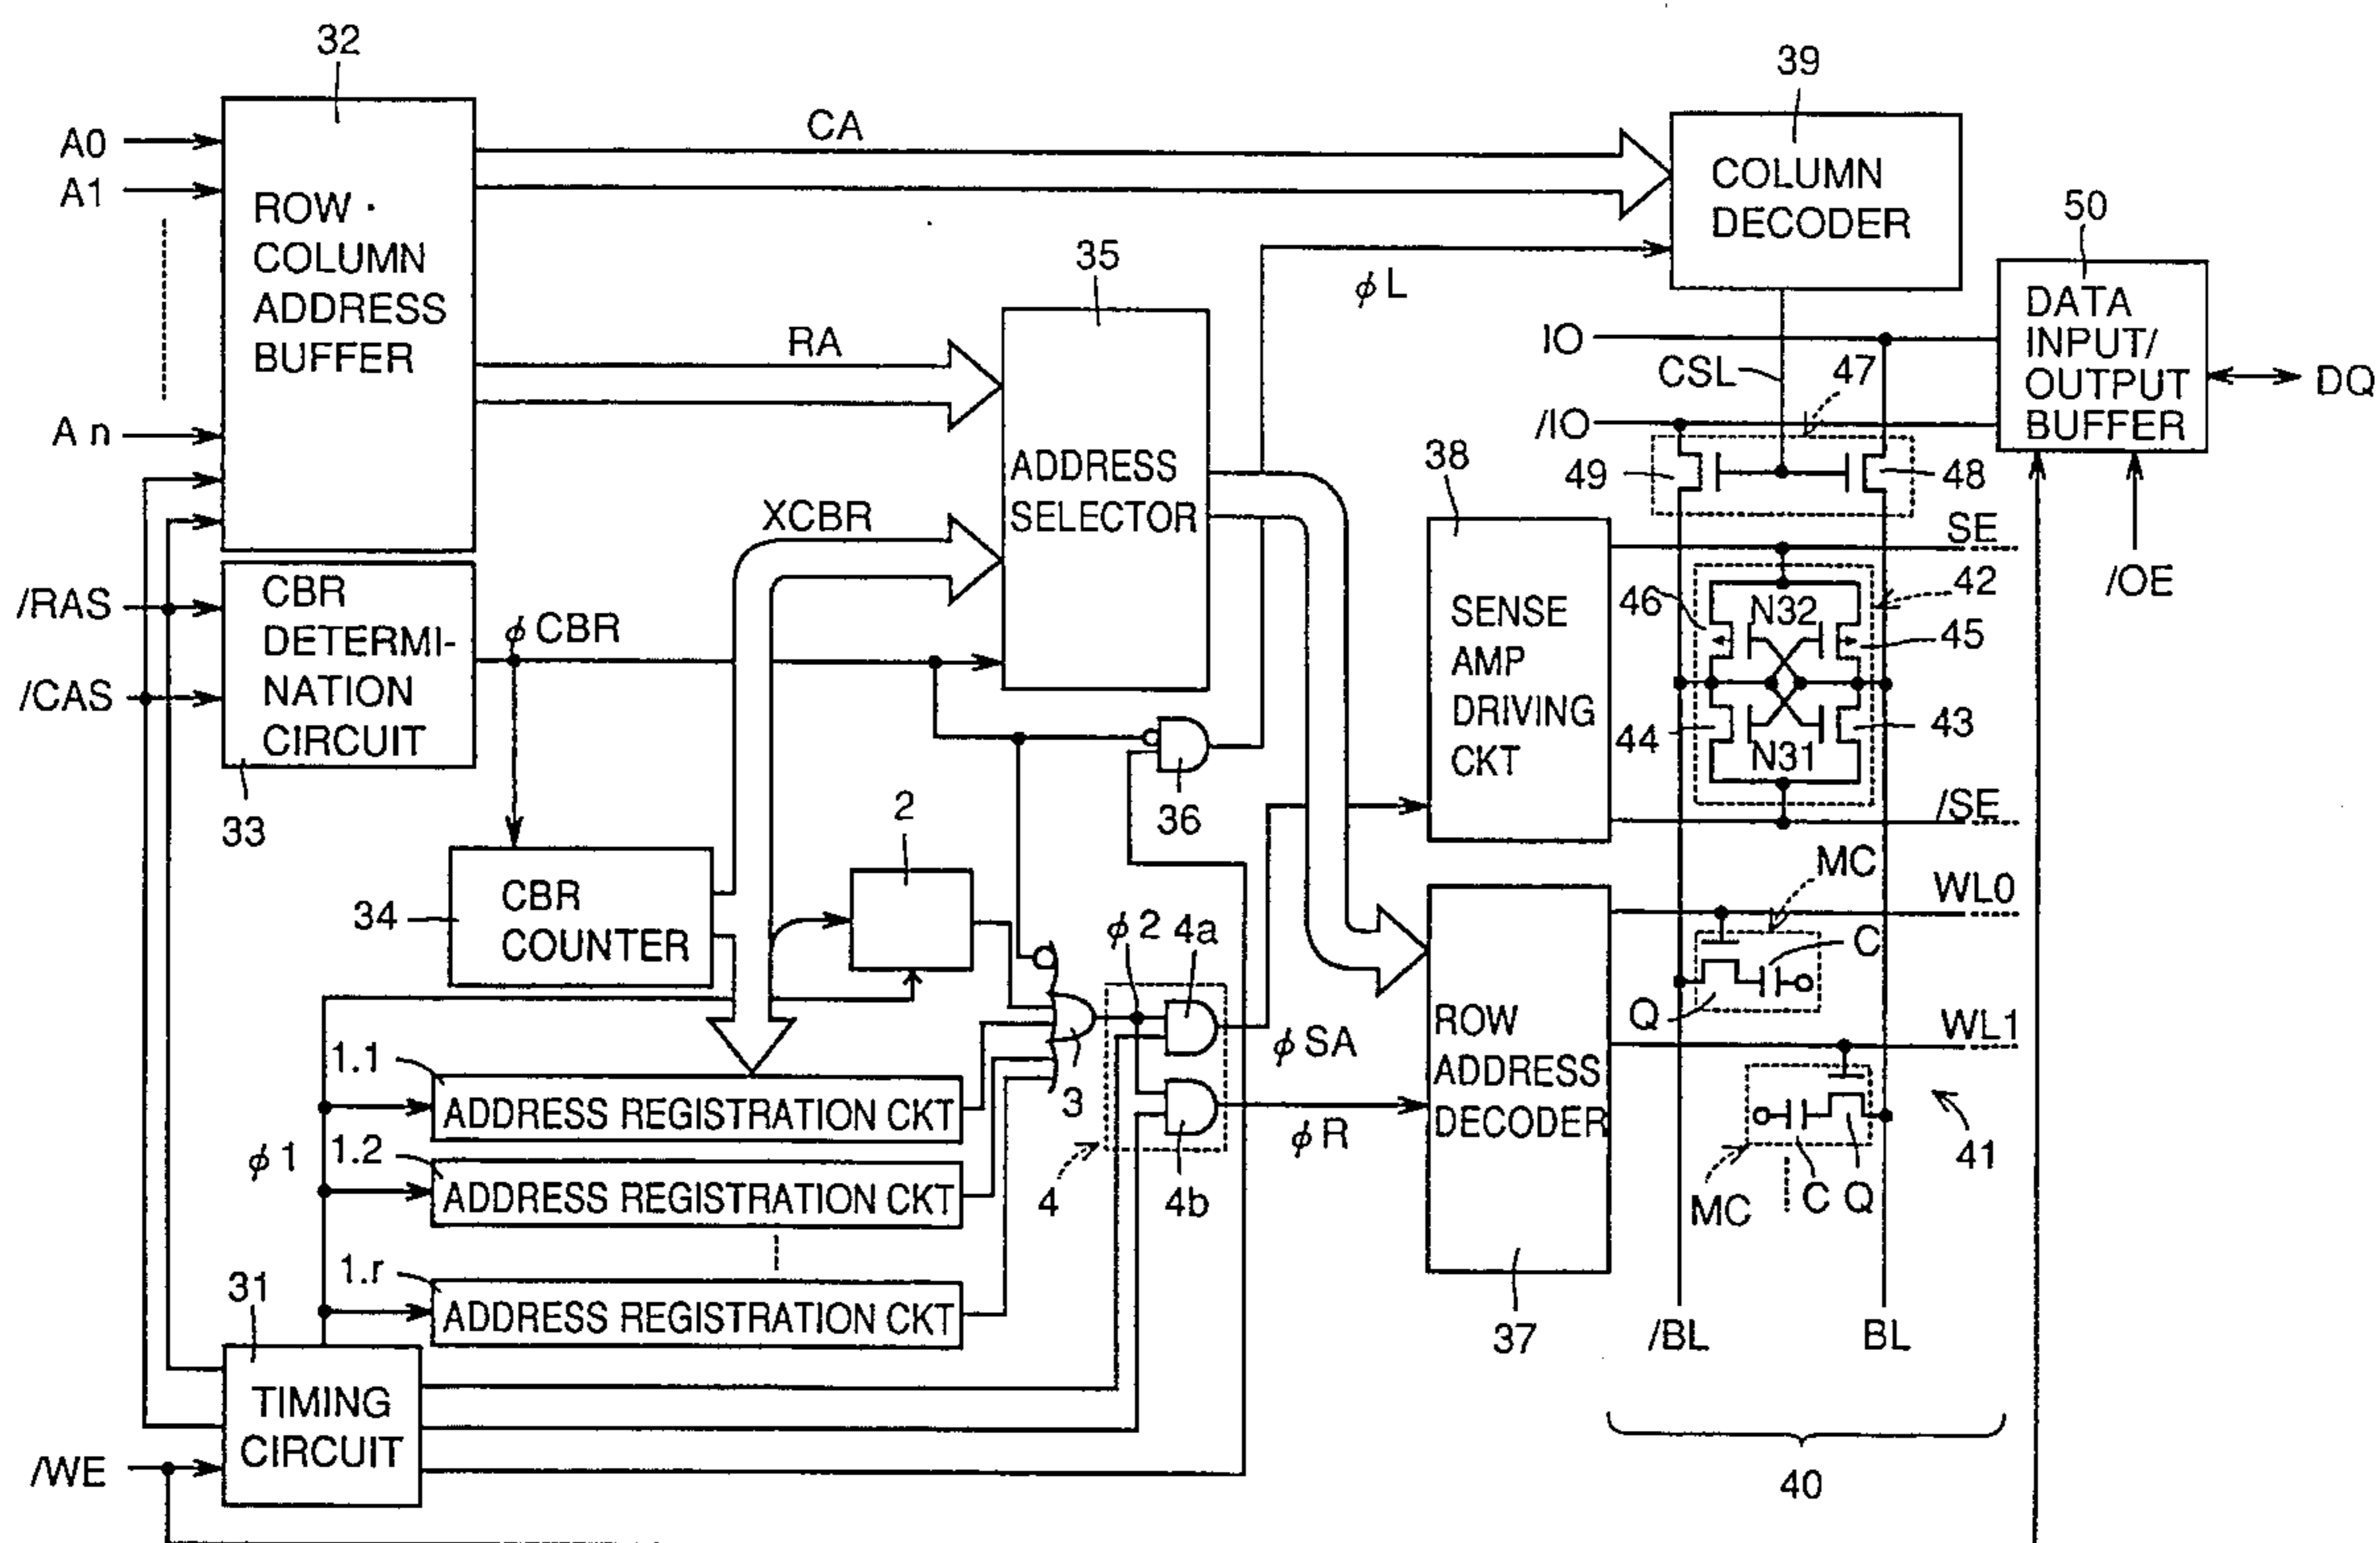 32
39
A0
A1
A n
ROW ·
COLUMN
ADDRESS
BUFFER
CA
COLUMN
DECODER
50
35
φL
RA
IO
DATA
INPUT/
OUTPUT
BUFFER
DQ
CSL
47
/IO
38
49
48
ADDRESS
SELECTOR
XCBR
SE
/OE
/RAS
/CAS
CBR
DETERMI-
NATION
CIRCUIT
φCBR
SENSE
AMP
DRIVING
CKT
46
N32
42
45
44
N31
43
33
2
36
/SE
MC
34
CBR
COUNTER
WL0
C
φ2
4a
Q
ROW
ADDRESS
DECODER
WL1
φSA
1.1
ADDRESS REGISTRATION CKT
3
φ1
1.2
ADDRESS REGISTRATION CKT
φR
4
4b
41
MC
C
Q
31
1.r
ADDRESS REGISTRATION CKT
37
/BL
BL
TIMING
CIRCUIT
/WE
40